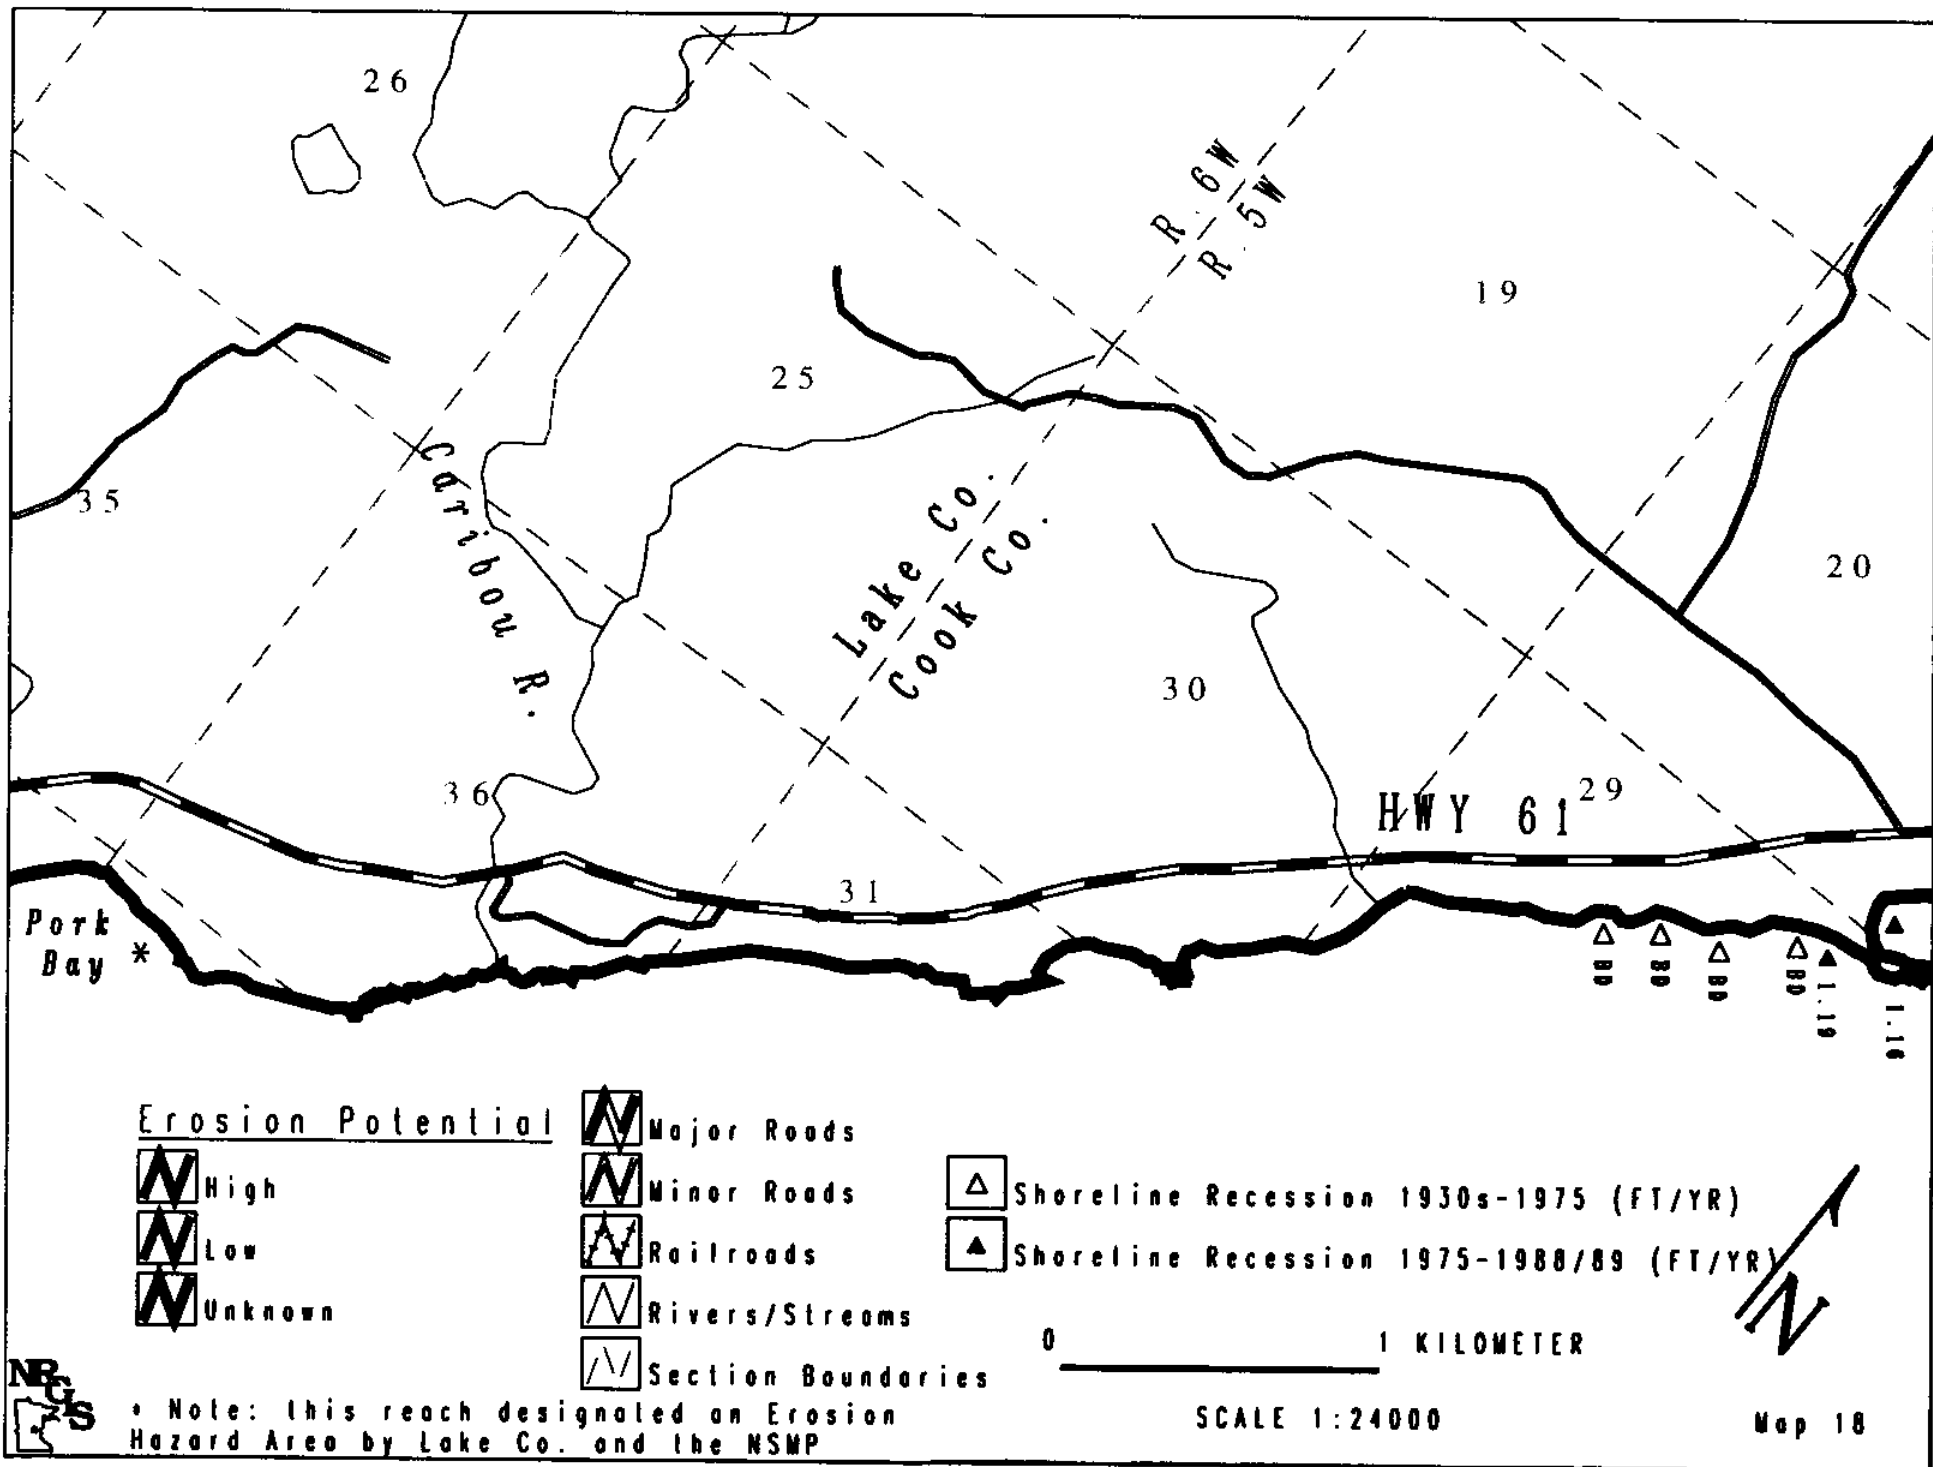 26
R. 6W
R. 5W
19
25
35
Caribou R.
Lake Co.
Cook Co.
20
30
36
29
HWY 61
31
Pork
Bay *
BD
BD
BD
BD
1.19
1.16
Erosion Potential
High
Low
Unknown
Major Roads
Minor Roads
Railroads
Rivers/Streams
Section Boundaries
Shoreline Recession 1930s-1975 (FT/YR)
Shoreline Recession 1975-1988/89 (FT/YR)
N
0 1 KILOMETER
SCALE 1:24000
Map 18
NRGIS
* Note: this reach designated an Erosion
Hazard Area by Lake Co. and the NSMP